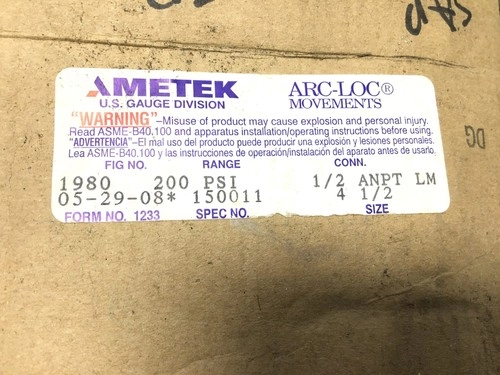 SAP
AMETEK
U.S. GAUGE DIVISION
ARC-LOC®
MOVEMENTS
"WARNING"–Misuse of product may cause explosion and personal injury.
Read ASME-B40.100 and apparatus installation/operating instructions before using.
"ADVERTENCIA"–El mal uso del producto puede producir una explosión y lesiones personales.
Lea ASME-B40.100 y las instrucciones de operación/instalación del aparato antes de usarlo.
FIG NO. RANGE CONN.
1980 200 PSI 1/2 ANPT LM
05-29-08* 150011 4 1/2
FORM NO. 1233 SPEC NO. SIZE
DG